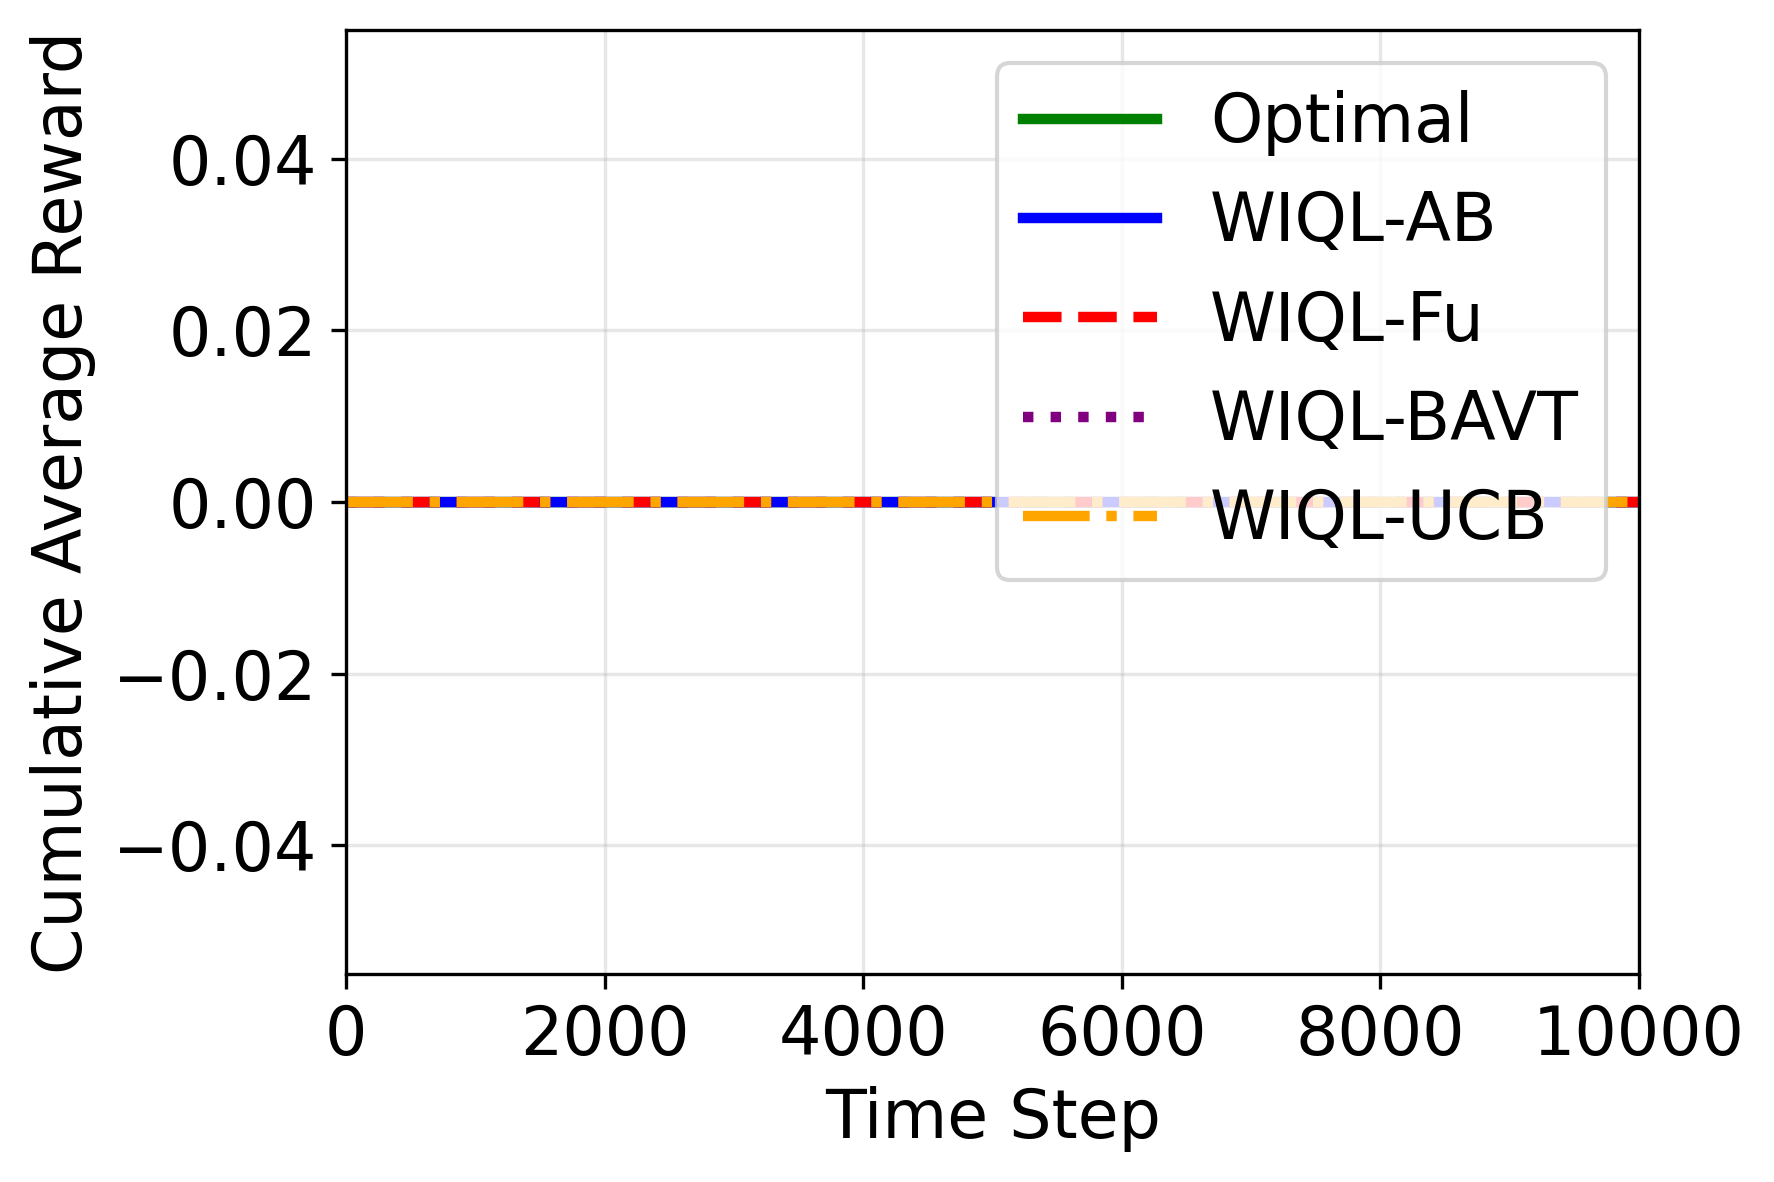 Cumulative Average Reward
0.04
0.02
0.00
−0.02
−0.04
Optimal
WIQL-AB
WIQL-Fu
WIQL-BAVT
WIQL-UCB
0 2000 4000 6000 8000 10000
Time Step